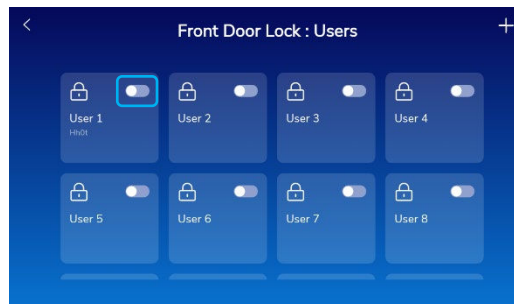 Front Door Lock : Users
User 1
User 2
User 3
User 4
Hh0t
User 5
User 6
User 7
User 8